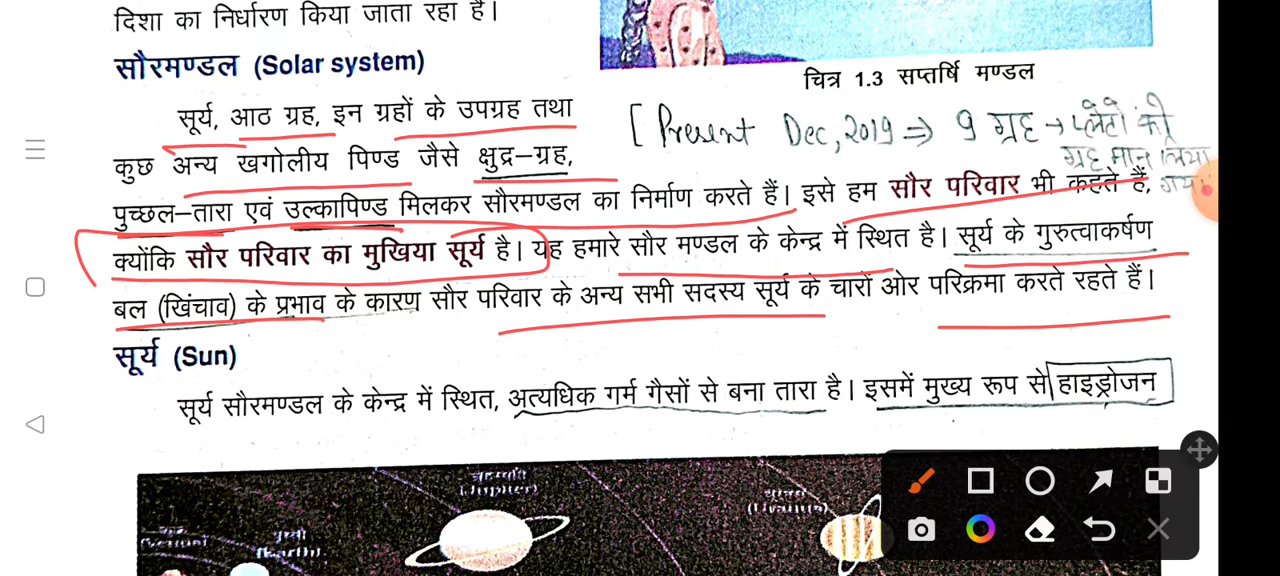 दिशा का निर्धारण किया जाता रहा है।
सौरमण्डल (Solar system)
चित्र 1.3 सप्तर्षि मण्डल
सूर्य, आठ ग्रह, इन ग्रहों के उपग्रह तथा
[Present Dec, 2019 ⇒ 9 ग्रह → प्लेटो को
ग्रह मान लिया
गया
कुछ अन्य खगोलीय पिण्ड जैसे क्षुद्र–ग्रह,
पुच्छल–तारा एवं उल्कापिण्ड मिलकर सौरमण्डल का निर्माण करते हैं। इसे हम सौर परिवार भी कहते हैं,
क्योंकि सौर परिवार का मुखिया सूर्य है। यह हमारे सौर मण्डल के केन्द्र में स्थित है। सूर्य के गुरुत्वाकर्षण
बल (खिंचाव) के प्रभाव के कारण सौर परिवार के अन्य सभी सदस्य सूर्य के चारों ओर परिक्रमा करते रहते हैं।
सूर्य (Sun)
सूर्य सौरमण्डल के केन्द्र में स्थित, अत्यधिक गर्म गैसों से बना तारा है। इसमें मुख्य रूप से हाइड्रोजन
बृहस्पति
(Jupiter)
(Uranus)
पृथ्वी
(Earth)